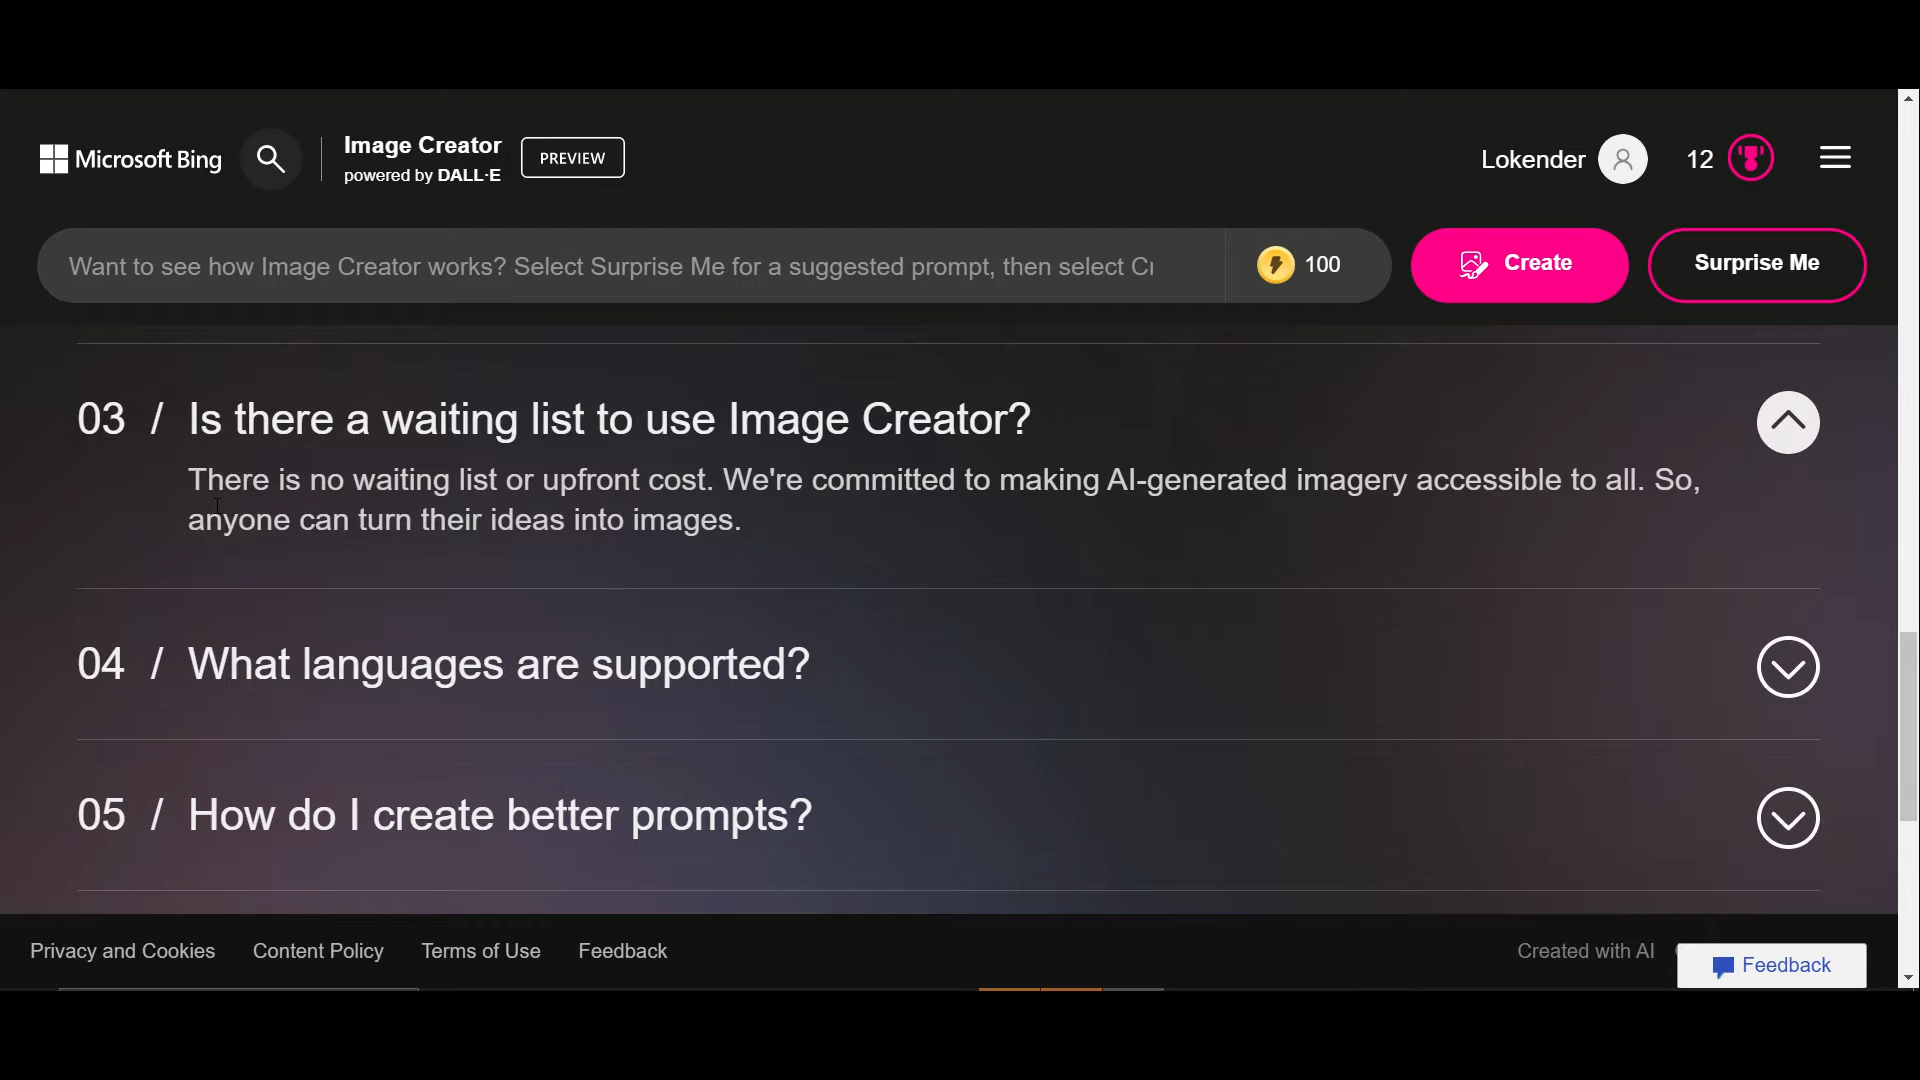 Microsoft Bing
Image Creator
powered by DALL·E
PREVIEW
Lokender
12
Want to see how Image Creator works? Select Surprise Me for a suggested prompt, then select
100
Create
Surprise Me
03 / Is there a waiting list to use Image Creator?
There is no waiting list or upfront cost. We're committed to making AI-generated imagery accessible to all. So,
anyone can turn their ideas into images.
04 / What languages are supported?
05 / How do I create better prompts?
Privacy and Cookies
Content Policy
Terms of Use
Feedback
Created with AI
Feedback